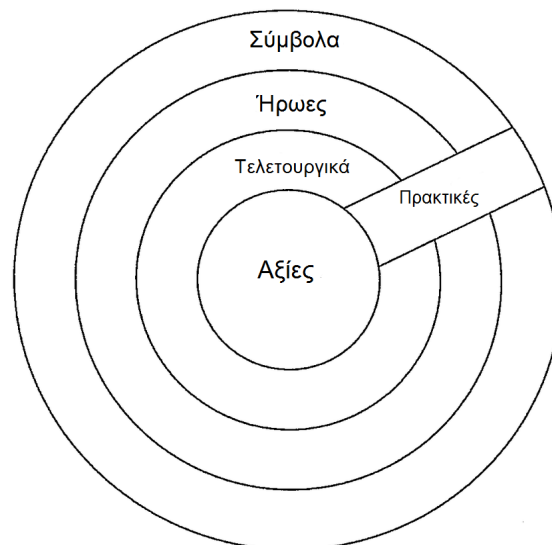 Σύμβολα
Ήρωες
Τελετουργικά
Πρακτικές
Αξίες